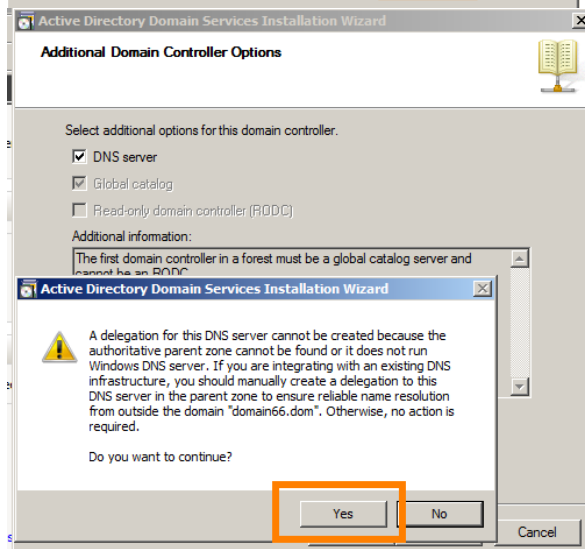 Active Directory Domain Services Installation Wizard
Additional Domain Controller Options
Select additional options for this domain controller.
DNS server
Global catalog
Read-only domain controller (RODC)
Additional information:
The first domain controller in a forest must be a global catalog server and
cannot be an RODC.
Active Directory Domain Services Installation Wizard
A delegation for this DNS server cannot be created because the
authoritative parent zone cannot be found or it does not run
Windows DNS server. If you are integrating with an existing DNS
infrastructure, you should manually create a delegation to this
DNS server in the parent zone to ensure reliable name resolution
from outside the domain "domain66.dom". Otherwise, no action is
required.
Do you want to continue?
Yes
No
Cancel